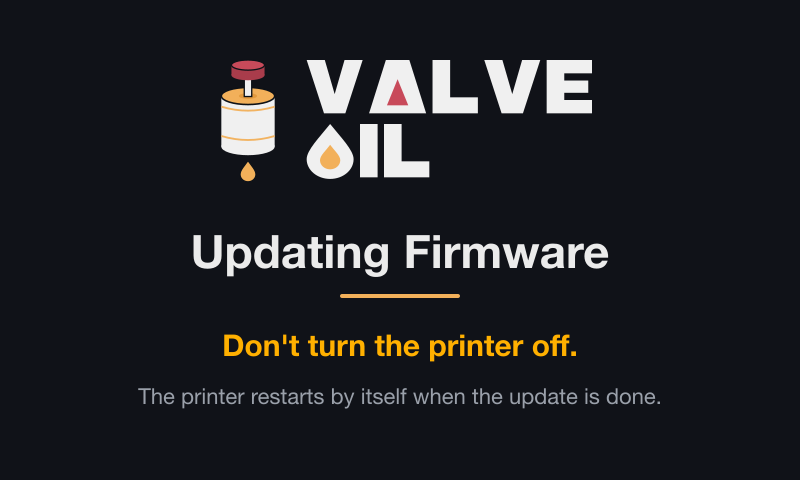 VALVE
OIL
Updating Firmware
Don't turn the printer off.
The printer restarts by itself when the update is done.